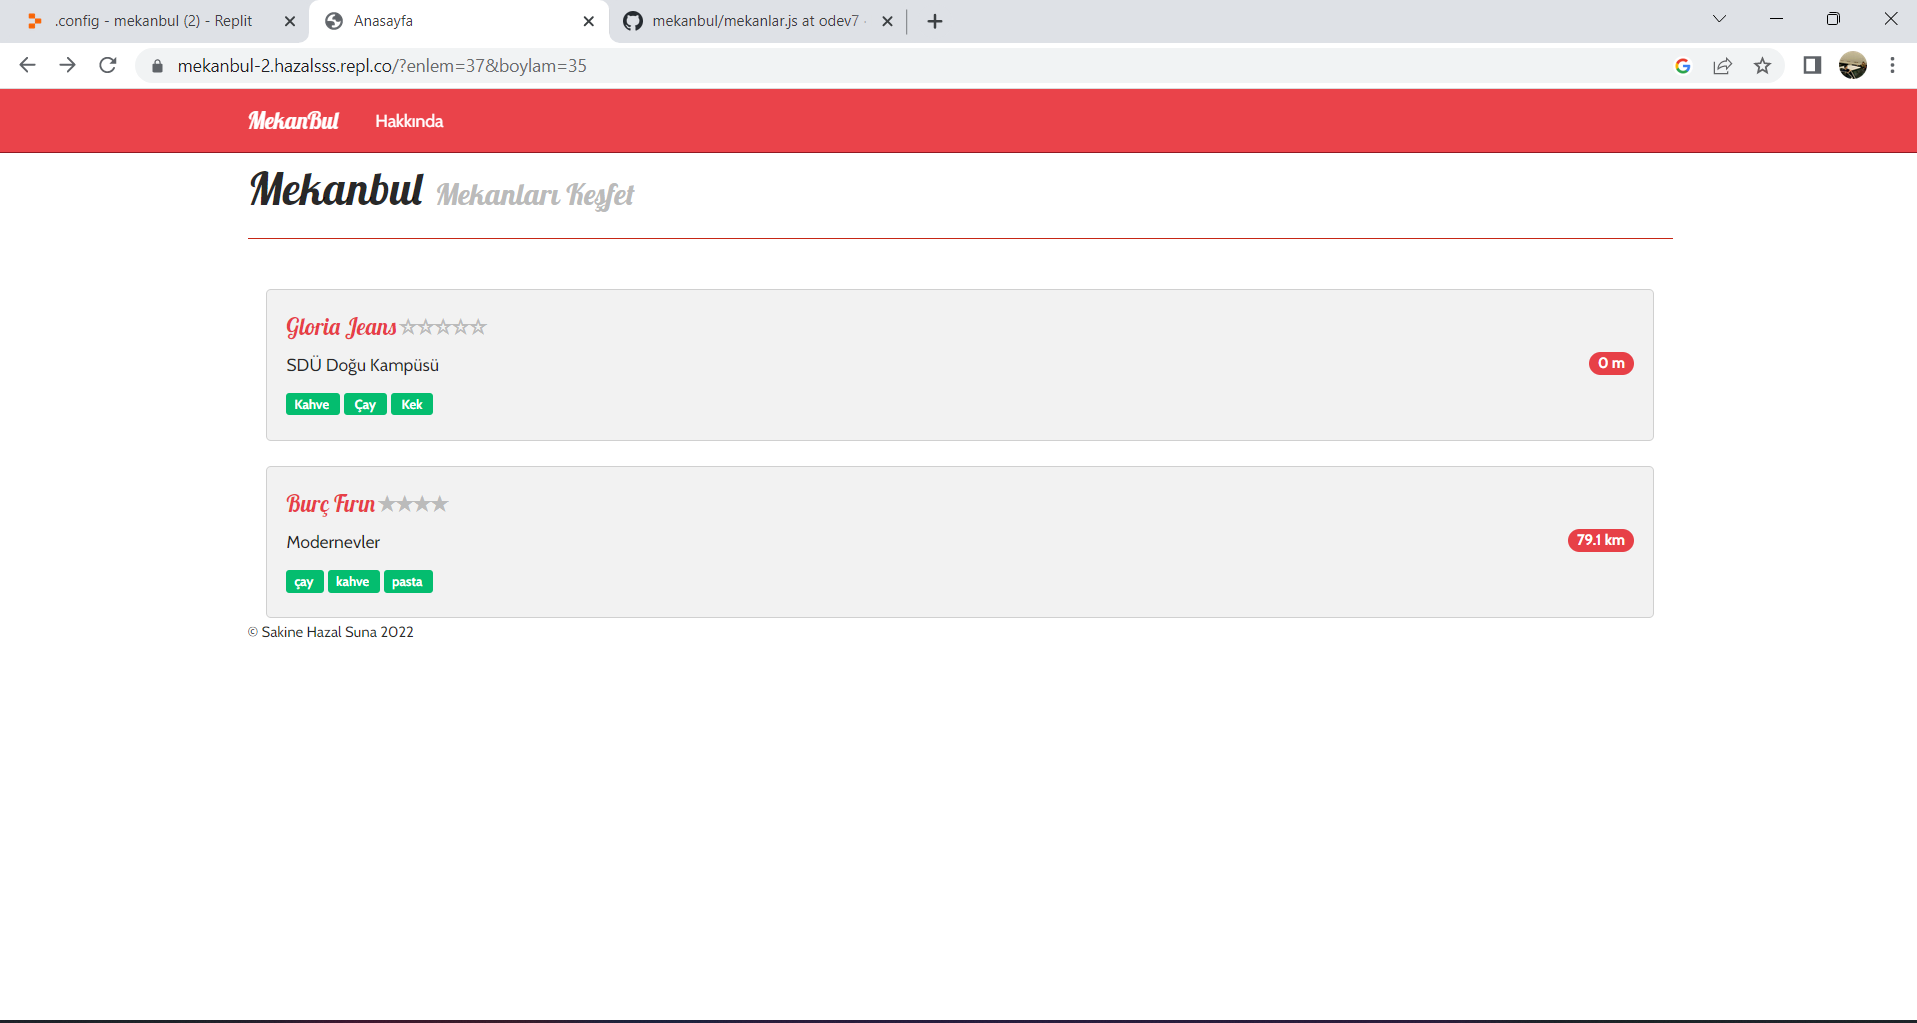 .config - mekanbul (2) - Replit
Anasayfa
mekanbul/mekanlar.js at odev7
mekanbul-2.hazalsss.repl.co/?enlem=37&boylam=35
MekanBul Hakkında
Mekanbul Mekanları Keşfet
Gloria Jeans ☆☆☆☆☆
SDÜ Doğu Kampüsü
0 m
Kahve Çay Kek
Burç Fırın ★★★★
Modernevler
79.1 km
çay kahve pasta
© Sakine Hazal Suna 2022